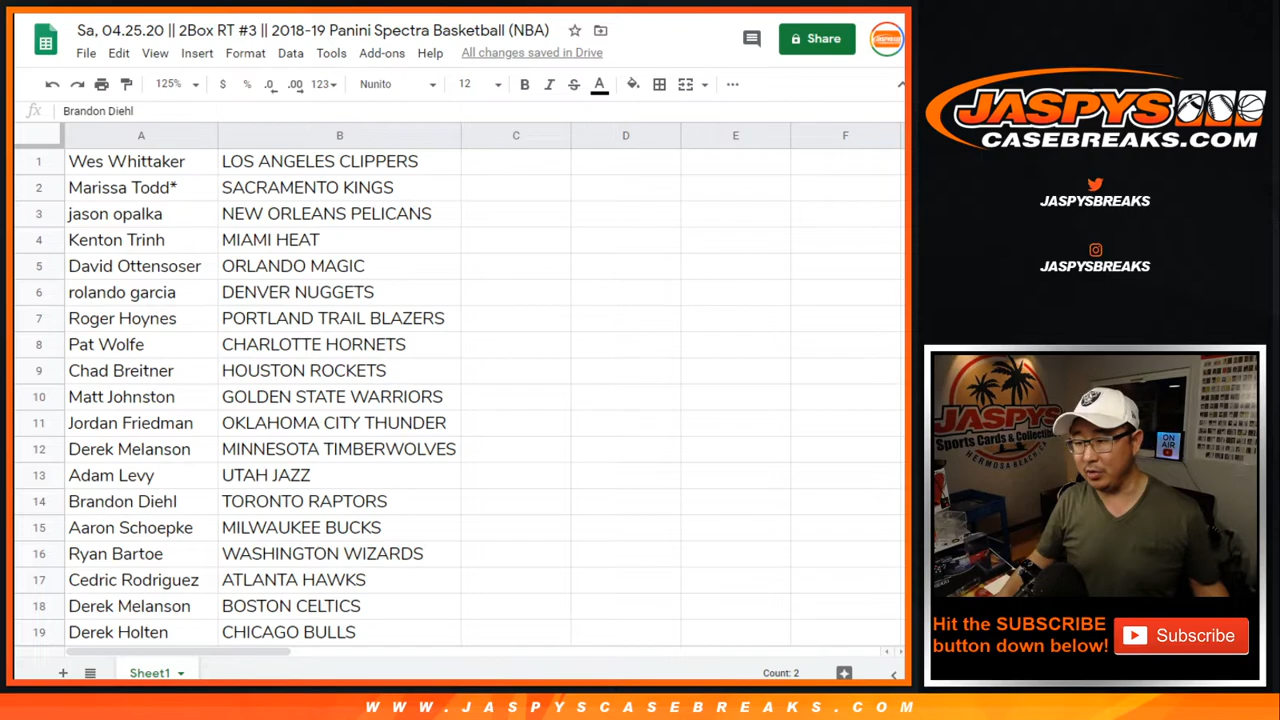 Sa, 04.25.20 || 2Box RT #3 || 2018-19 Panini Spectra Basketball (NBA)
File Edit View Insert Format Data Tools Add-ons Help All changes saved in Drive
Share
125% $ % .0 .00 123 Nunito 12 B I S A
fx Brandon Diehl
A B C D E F
1 Wes Whittaker LOS ANGELES CLIPPERS
2 Marissa Todd* SACRAMENTO KINGS
3 jason opalka NEW ORLEANS PELICANS
4 Kenton Trinh MIAMI HEAT
5 David Ottensoser ORLANDO MAGIC
6 rolando garcia DENVER NUGGETS
7 Roger Hoynes PORTLAND TRAIL BLAZERS
8 Pat Wolfe CHARLOTTE HORNETS
9 Chad Breitner HOUSTON ROCKETS
10 Matt Johnston GOLDEN STATE WARRIORS
11 Jordan Friedman OKLAHOMA CITY THUNDER
12 Derek Melanson MINNESOTA TIMBERWOLVES
13 Adam Levy UTAH JAZZ
14 Brandon Diehl TORONTO RAPTORS
15 Aaron Schoepke MILWAUKEE BUCKS
16 Ryan Bartoe WASHINGTON WIZARDS
17 Cedric Rodriguez ATLANTA HAWKS
18 Derek Melanson BOSTON CELTICS
19 Derek Holten CHICAGO BULLS
Sheet1
Count: 2
JASPYS
CASEBREAKS.COM
JASPYSBREAKS
JASPYSBREAKS
JASPYS
Sports Cards & Collectibles
HERMOSA BEACH
ON
AIR
Hit the SUBSCRIBE
button down below!
Subscribe
WWW.JASPYSCASEBREAKS.COM